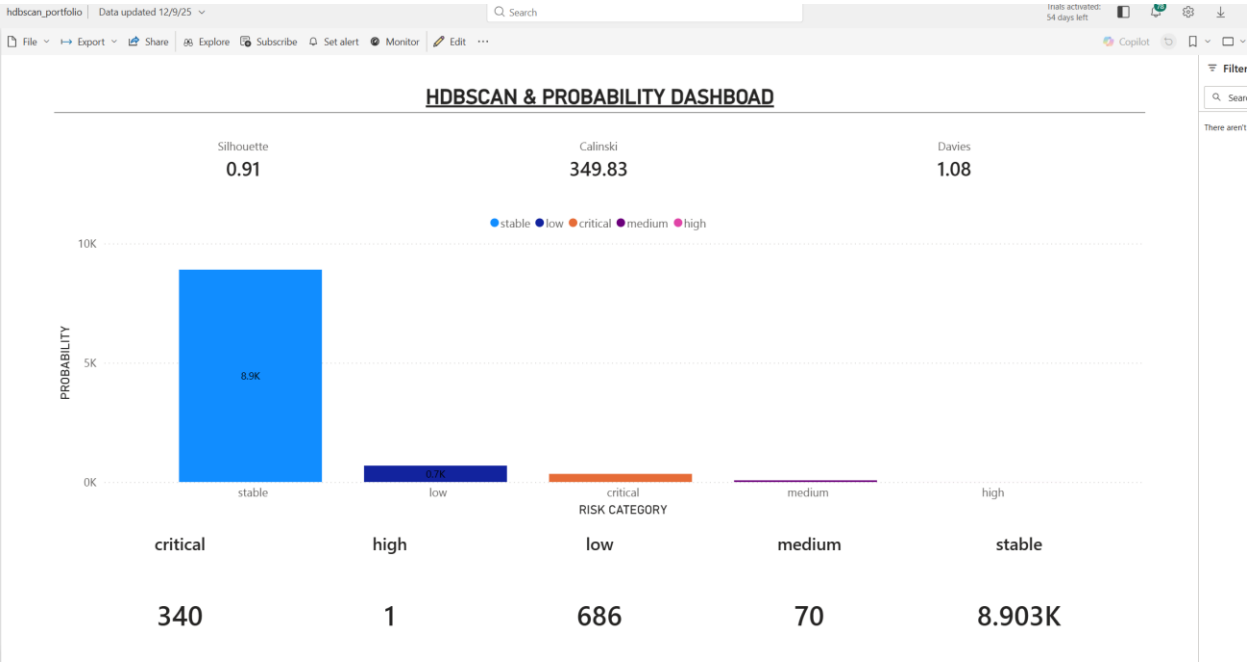 hdbscan_portfolio | Data updated 12/9/25
Search
Trials activated:
54 days left
78
File Export Share Explore Subscribe Set alert Monitor Edit ...
Copilot
Filter
Sear
There aren't
HDBSCAN & PROBABILITY DASHBOAD
Silhouette Calinski Davies
0.91 349.83 1.08
stable low critical medium high
10K
5K
0K
PROBABILITY
8.9K
0.7K
stable low critical medium high
RISK CATEGORY
critical high low medium stable
340 1 686 70 8.903K